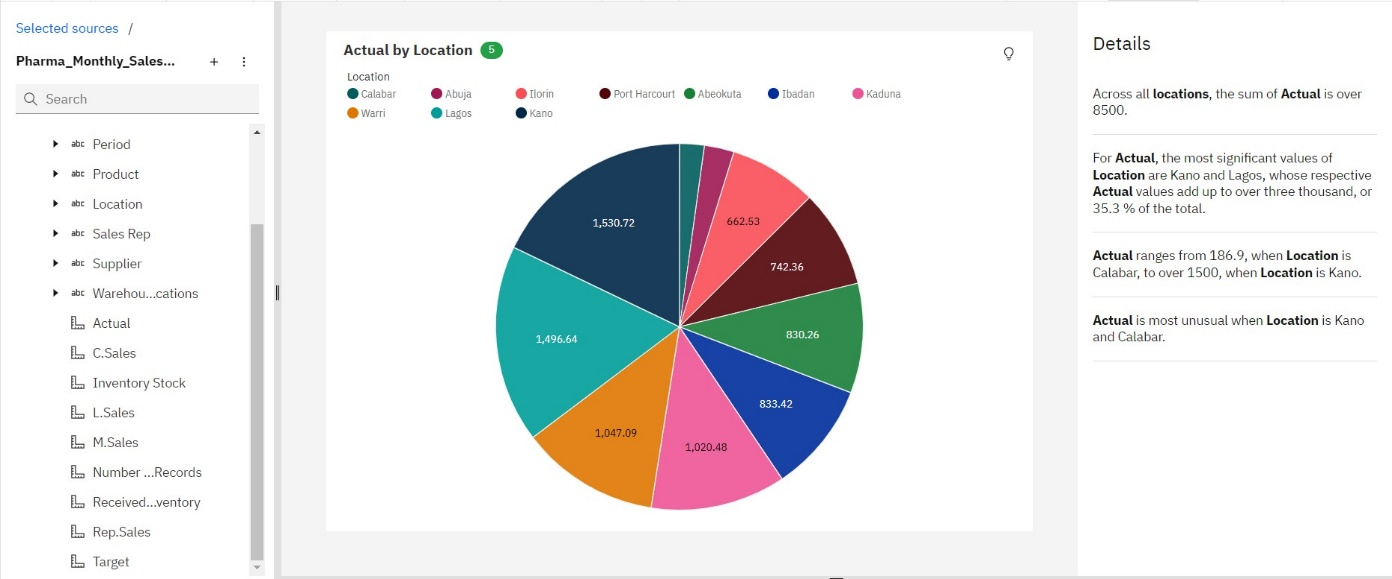 Selected sources /
Pharma_Monthly_Sales...
Search
abc Period
abc Product
abc Location
abc Sales Rep
abc Supplier
abc Warehou...cations
Actual
C.Sales
Inventory Stock
L.Sales
M.Sales
Number ...Records
Received...ventory
Rep.Sales
Target
Actual by Location 5
Location
Calabar Abuja Ilorin Port Harcourt Abeokuta Ibadan Kaduna
Warri Lagos Kano
662.53
1,530.72
742.36
830.26
1,496.64
833.42
1,047.09
1,020.48
Details
Across all locations, the sum of Actual is over
8500.
For Actual, the most significant values of
Location are Kano and Lagos, whose respective
Actual values add up to over three thousand, or
35.3 % of the total.
Actual ranges from 186.9, when Location is
Calabar, to over 1500, when Location is Kano.
Actual is most unusual when Location is Kano
and Calabar.